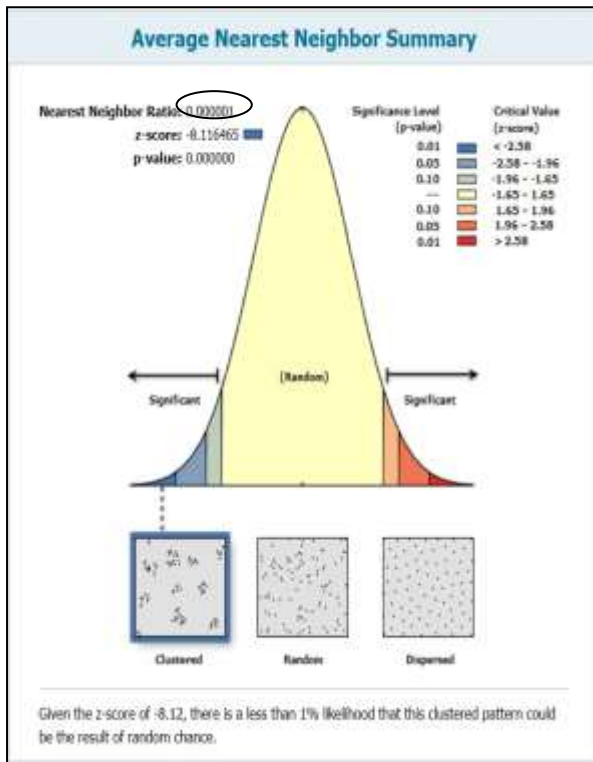 Average Nearest Neighbor Summary
Nearest Neighbor Ratio: 0.000001
z-score: -8.116465
p-value: 0.000000
Significance Level (p-value)
Critical Value (z-score)
0.01 < -2.58
0.05 -2.58 - -1.96
0.10 -1.96 - -1.65
--- -1.65 - 1.65
0.10 1.65 - 1.96
0.05 1.96 - 2.58
0.01 > 2.58
(Random)
Significant
Significant
Clustered
Random
Dispersed
Given the z-score of -8.12, there is a less than 1% likelihood that this clustered pattern could
be the result of random chance.